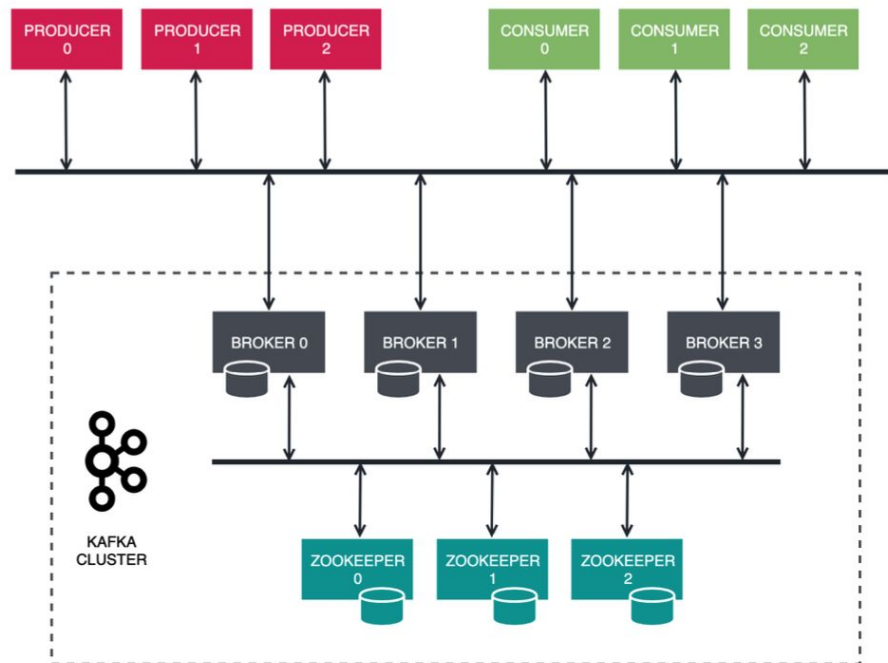 PRODUCER
0
PRODUCER
1
PRODUCER
2
CONSUMER
0
CONSUMER
1
CONSUMER
2
BROKER 0
BROKER 1
BROKER 2
BROKER 3
KAFKA
CLUSTER
ZOOKEEPER
0
ZOOKEEPER
1
ZOOKEEPER
2